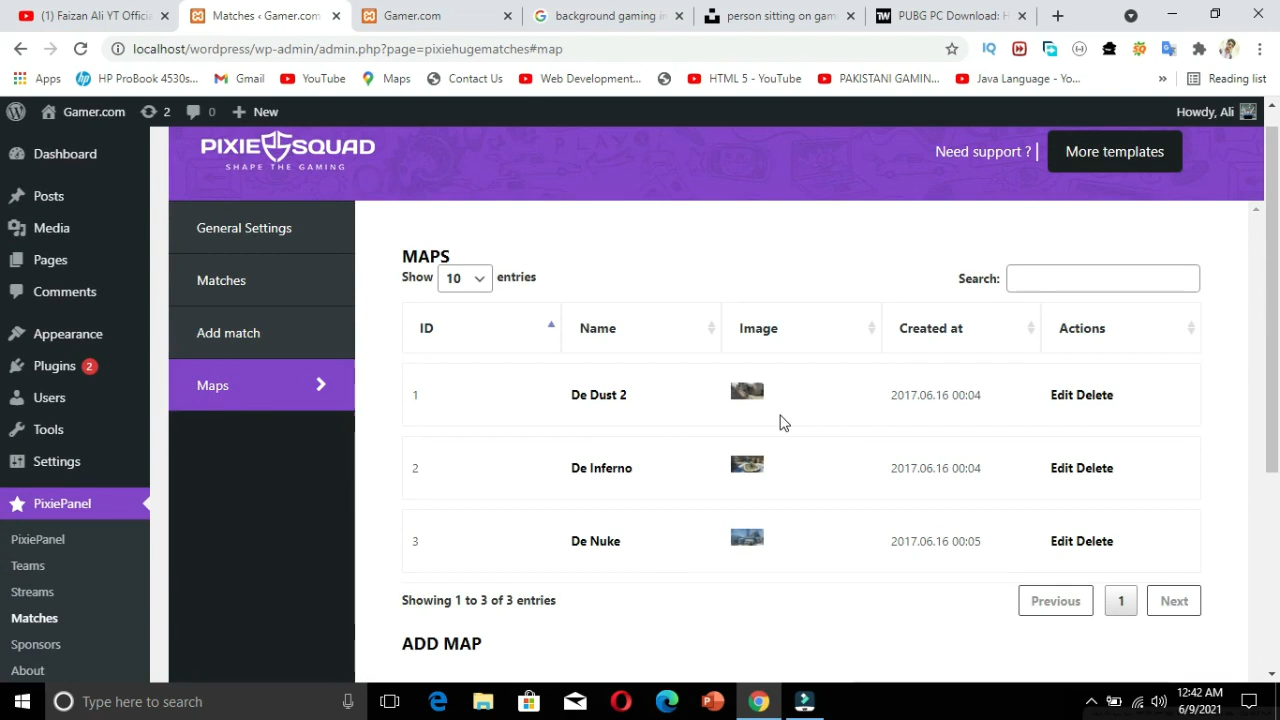 (1) Faizan Ali YT Official
Matches ‹ Gamer.com
Gamer.com
background gaming in
person sitting on gam
TW PUBG PC Download: H
localhost/wordpress/wp-admin/admin.php?page=pixiehugematches#map
Apps
HP ProBook 4530s...
Gmail
YouTube
Maps
Contact Us
Web Development...
HTML 5 - YouTube
PAKISTANI GAMIN...
Java Language - Yo...
»
Reading list
Gamer.com
2
0
New
Howdy, Ali
PIXIE SQUAD
SHAPE THE GAMING
Need support ? |
More templates
Dashboard
Posts
Media
Pages
Comments
Appearance
Plugins 2
Users
Tools
Settings
PixiePanel
PixiePanel
Teams
Streams
Matches
Sponsors
About
General Settings
Matches
Add match
Maps
MAPS
Show 10 entries
Search:
ID Name Image Created at Actions
1 De Dust 2 2017.06.16 00:04 Edit Delete
2 De Inferno 2017.06.16 00:04 Edit Delete
3 De Nuke 2017.06.16 00:05 Edit Delete
Showing 1 to 3 of 3 entries
Previous 1 Next
ADD MAP
Type here to search
12:42 AM
6/9/2021